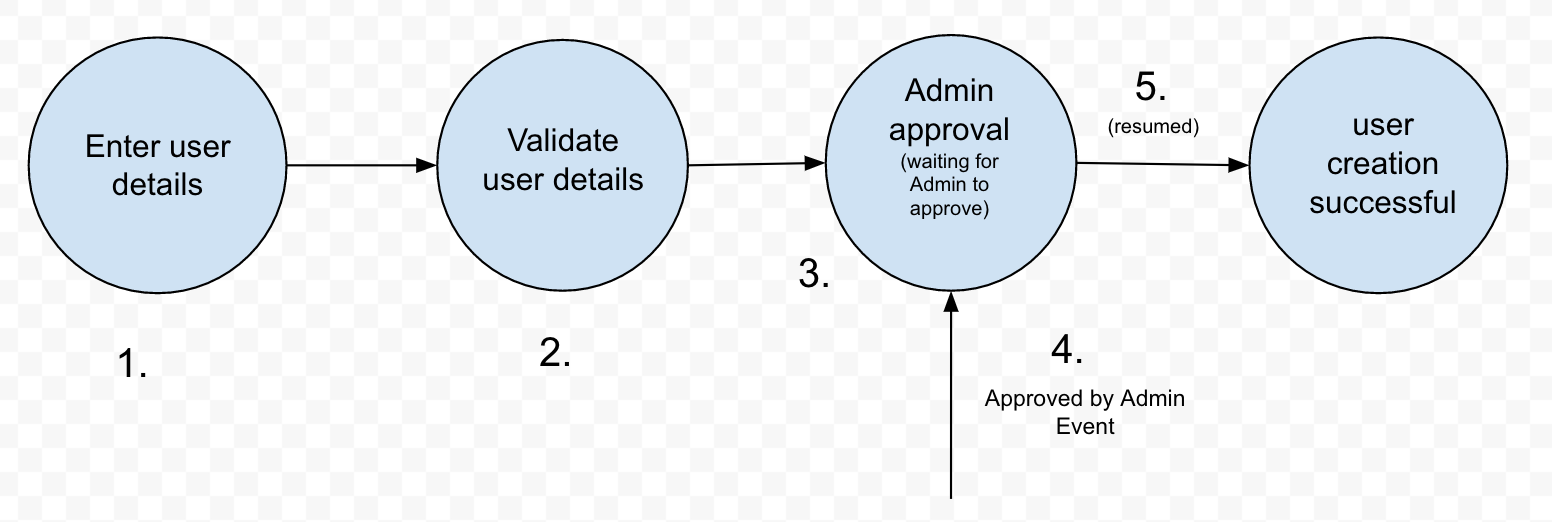 Enter user
details
1.
Validate
user details
2.
Admin
approval
(waiting for
Admin to
approve)
3.
4.
Approved by Admin
Event
5.
(resumed)
user
creation
successful